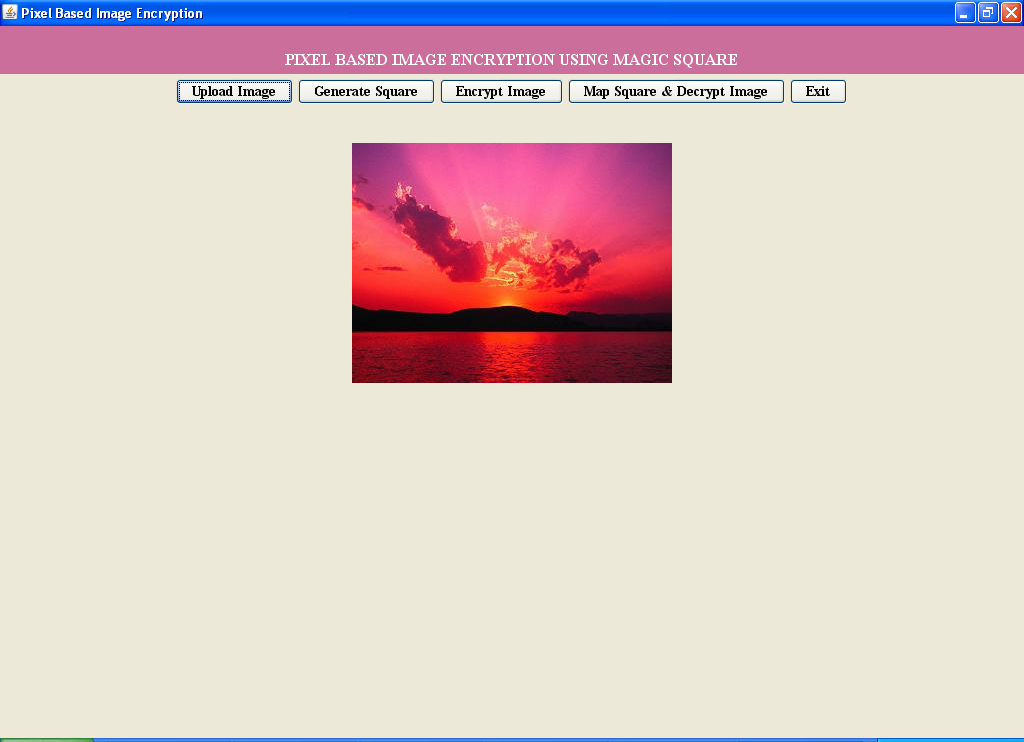 Pixel Based Image Encryption
PIXEL BASED IMAGE ENCRYPTION USING MAGIC SQUARE
Upload Image Generate Square Encrypt Image Map Square & Decrypt Image Exit